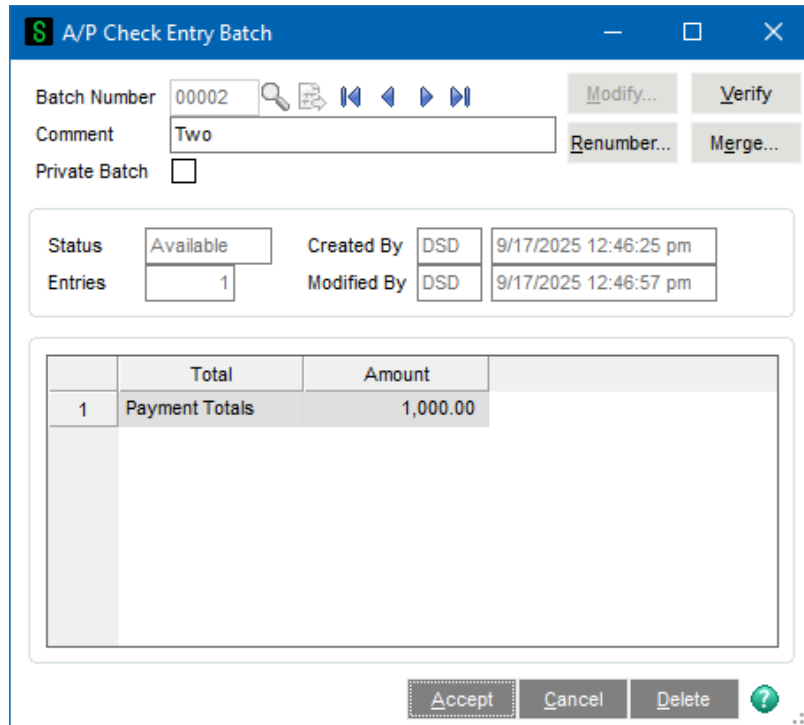 S A/P Check Entry Batch
Batch Number 00002 Modify... Verify
Comment Two Renumber... Merge...
Private Batch
Status Available Created By DSD 9/17/2025 12:46:25 pm
Entries 1 Modified By DSD 9/17/2025 12:46:57 pm
Total Amount
1 Payment Totals 1,000.00
Accept Cancel Delete ?